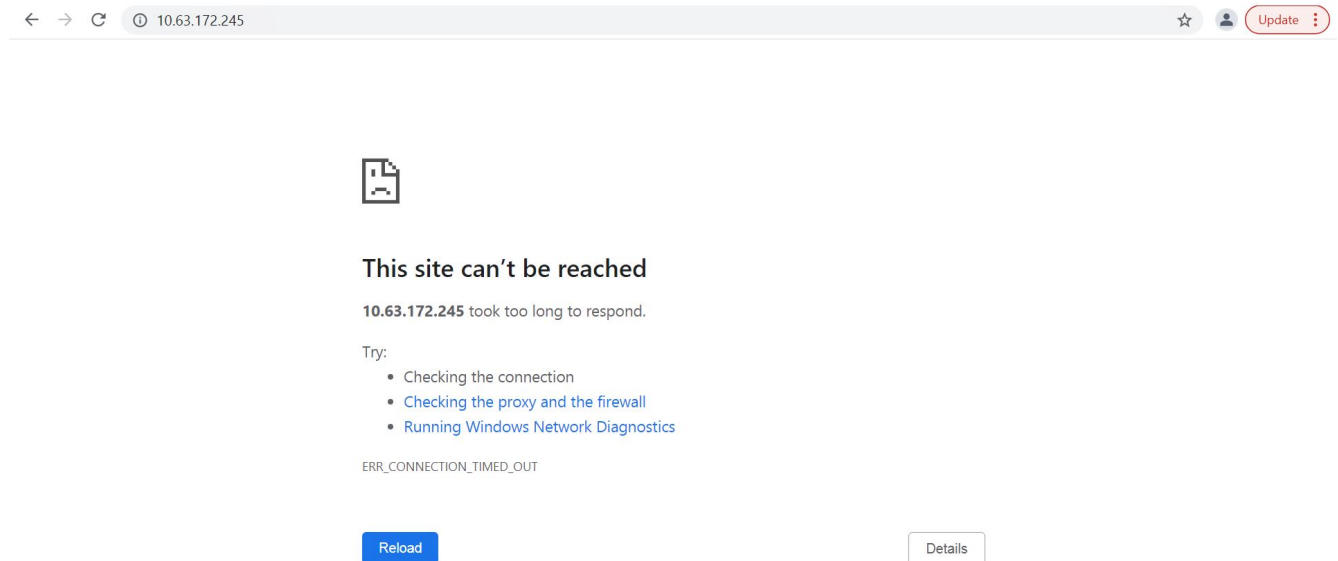 10.63.172.245
Update
This site can’t be reached
10.63.172.245 took too long to respond.
Try:
• Checking the connection
• Checking the proxy and the firewall
• Running Windows Network Diagnostics
ERR_CONNECTION_TIMED_OUT
Reload
Details